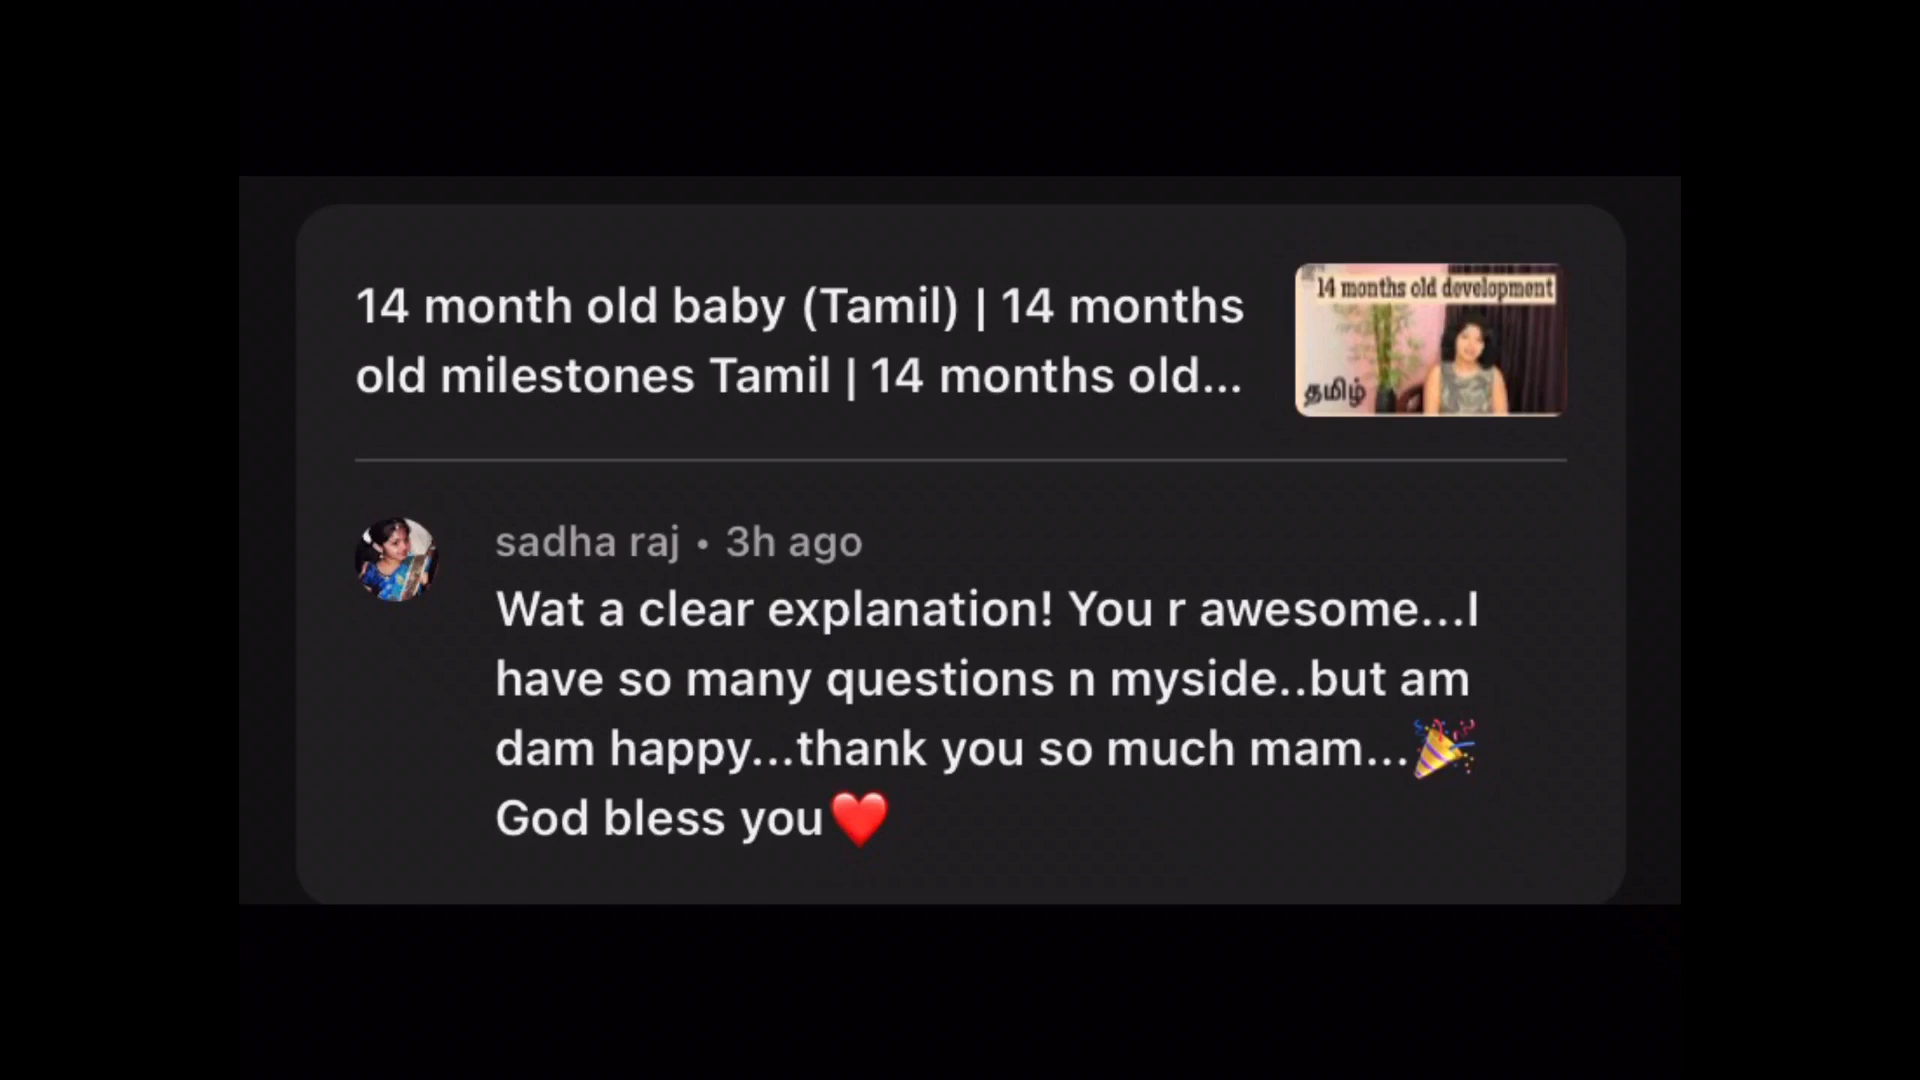 14 month old baby (Tamil) | 14 months
old milestones Tamil | 14 months old...
14 months old development
தமிழ்
sadha raj • 3h ago
Wat a clear explanation! You r awesome...I
have so many questions n myside..but am
dam happy...thank you so much mam...🎉
God bless you❤️